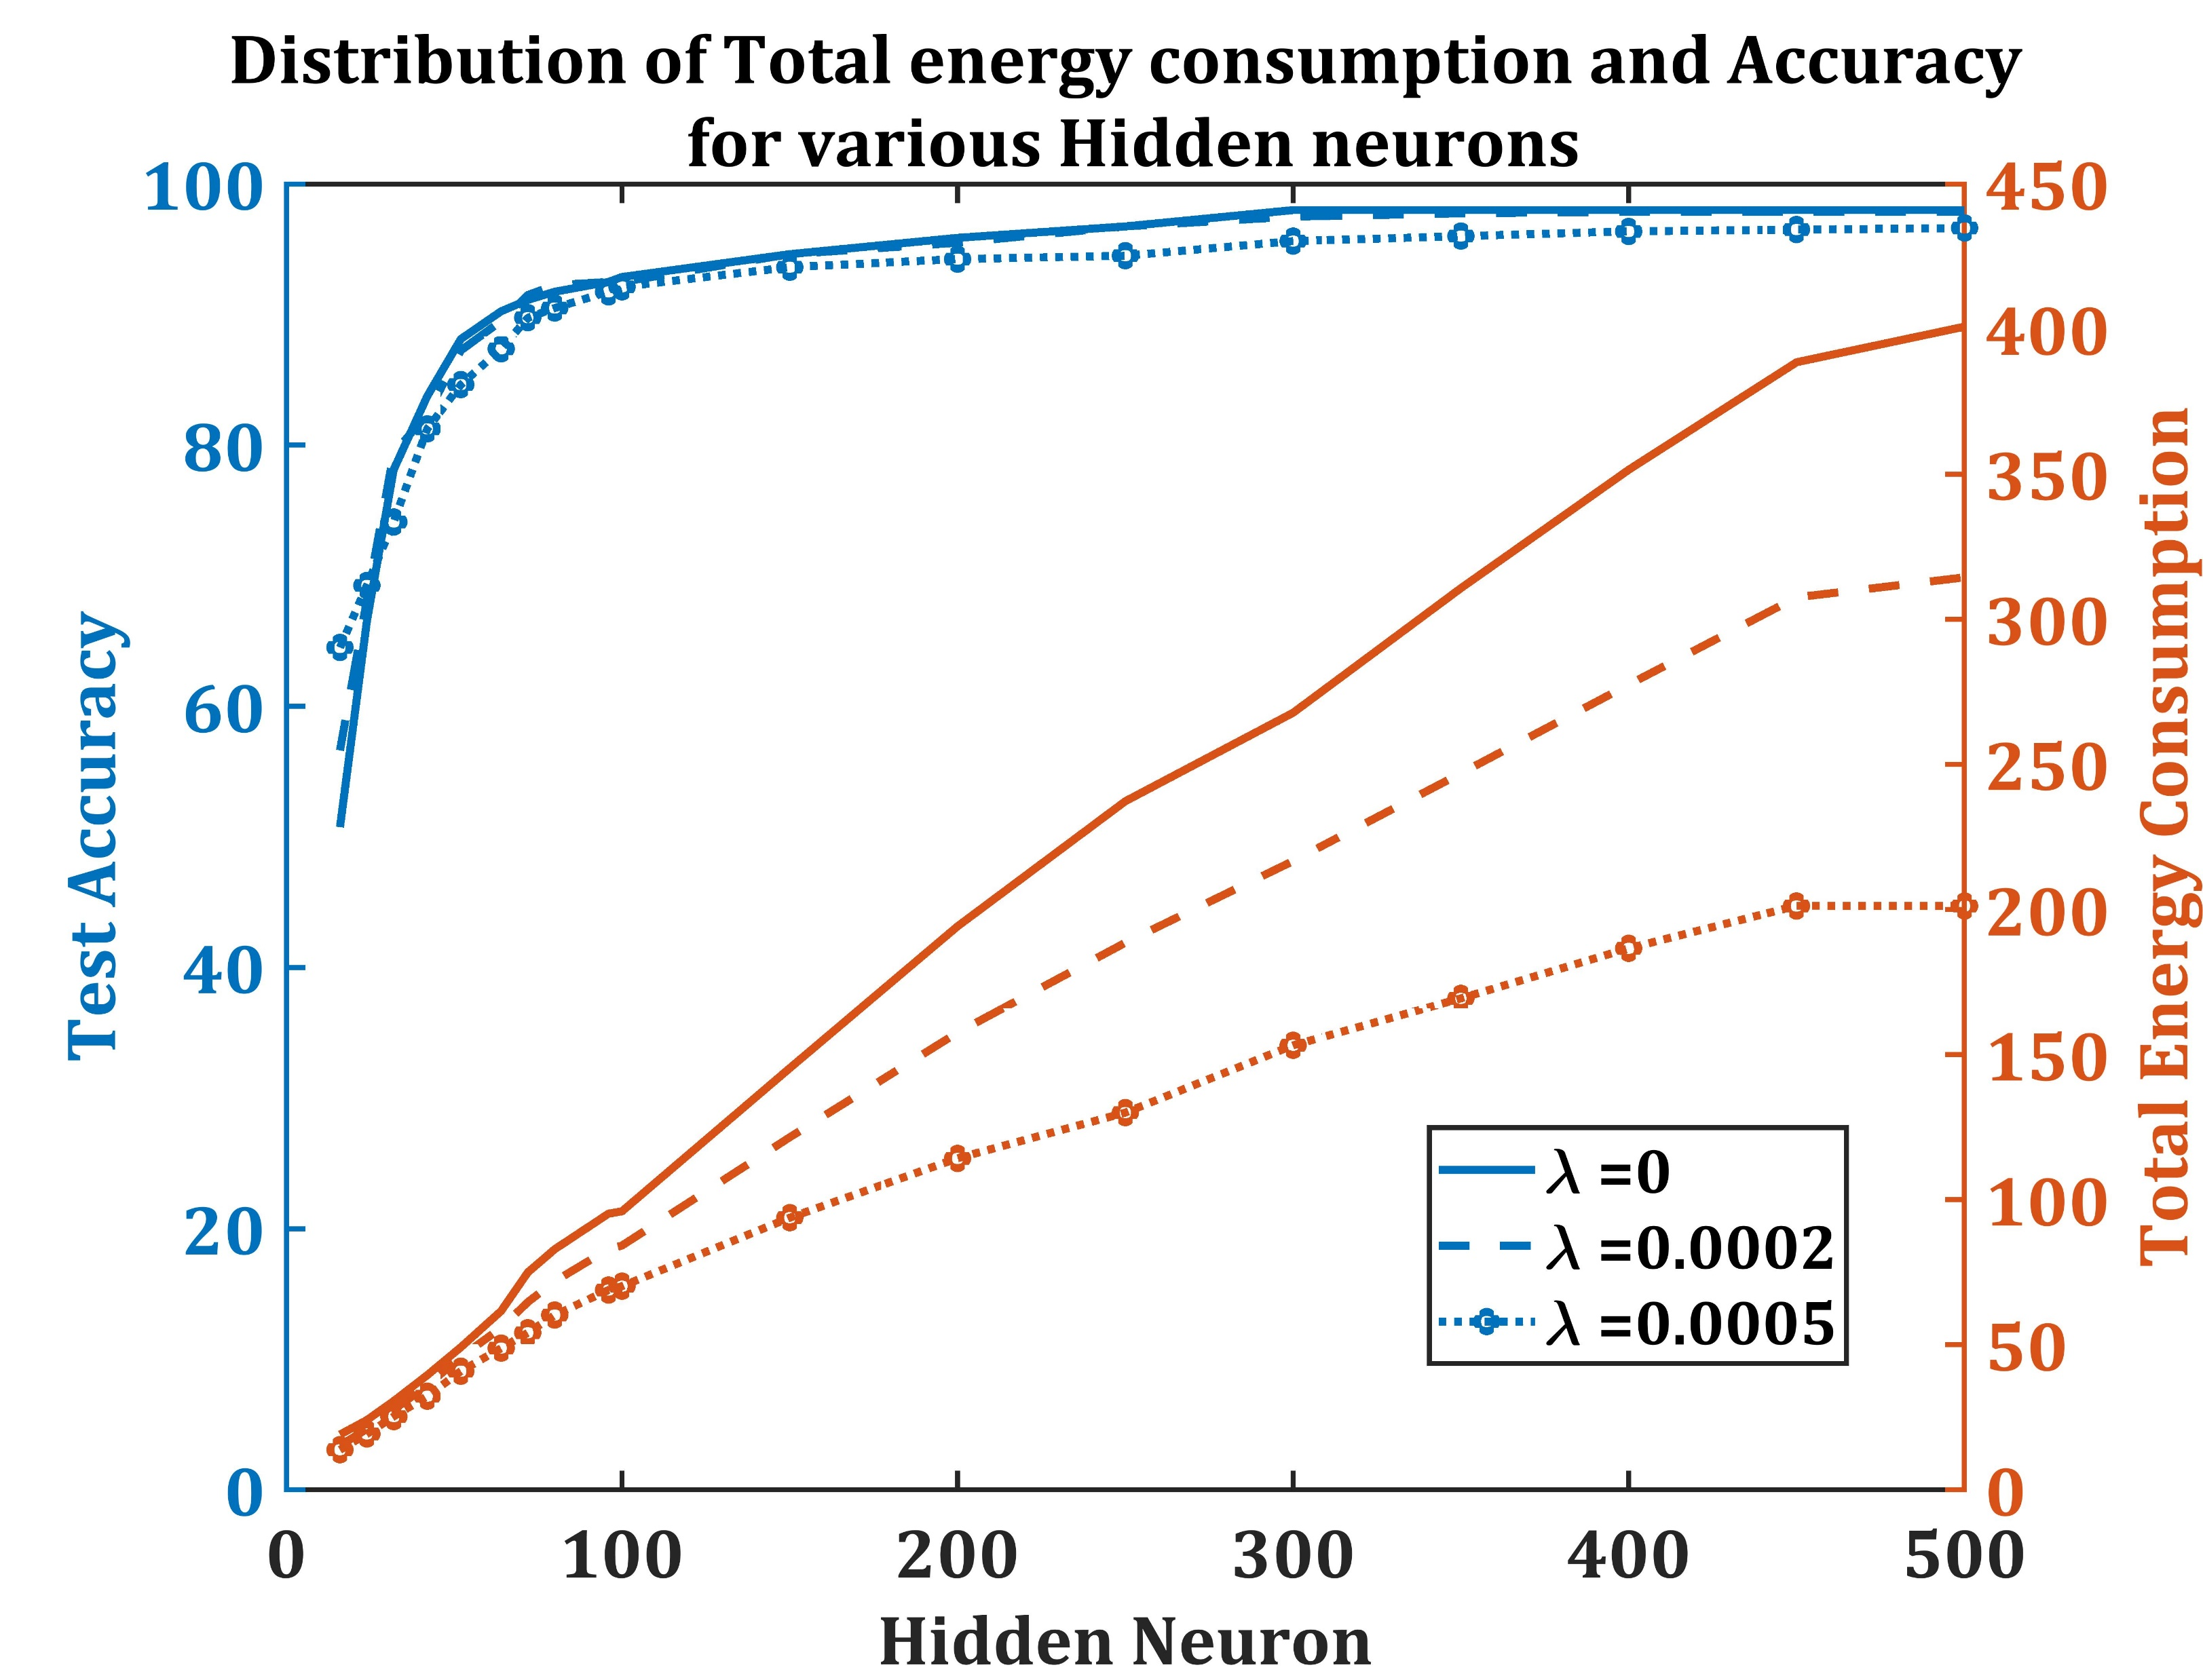 Distribution of Total energy consumption and Accuracy
for various Hidden neurons
100
80
60
40
20
0
Test Accuracy
450
400
350
300
250
200
150
100
50
0
Total Energy Consumption
λ =0
λ =0.0002
λ =0.0005
0 100 200 300 400 500
Hidden Neuron